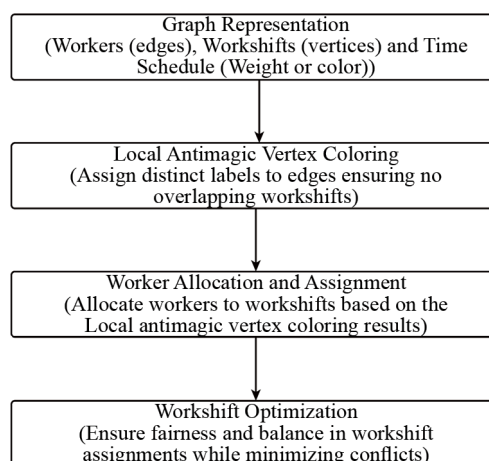 Graph Representation
(Workers (edges), Workshifts (vertices) and Time
Schedule (Weight or color))
Local Antimagic Vertex Coloring
(Assign distinct labels to edges ensuring no
overlapping workshifts)
Worker Allocation and Assignment
(Allocate workers to workshifts based on the
Local antimagic vertex coloring results)
Workshift Optimization
(Ensure fairness and balance in workshift
assignments while minimizing conflicts)